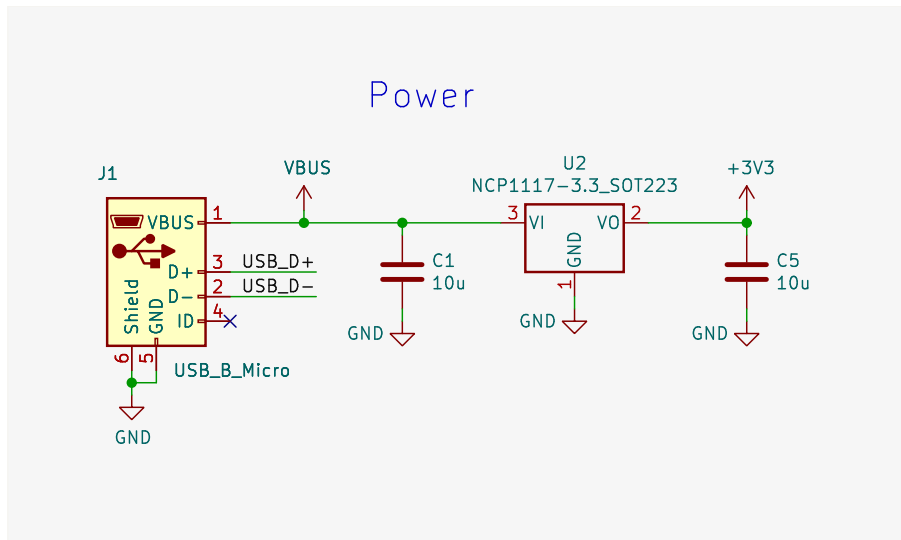 Power
J1
VBUS
U2
NCP1117-3.3_SOT223
+3V3
VBUS
1
3
VI
VO
2
GND
1
D+
3
USB_D+
D-
2
USB_D-
ID
4
Shield
GND
6
5
USB_B_Micro
GND
C1
10u
GND
GND
C5
10u
GND